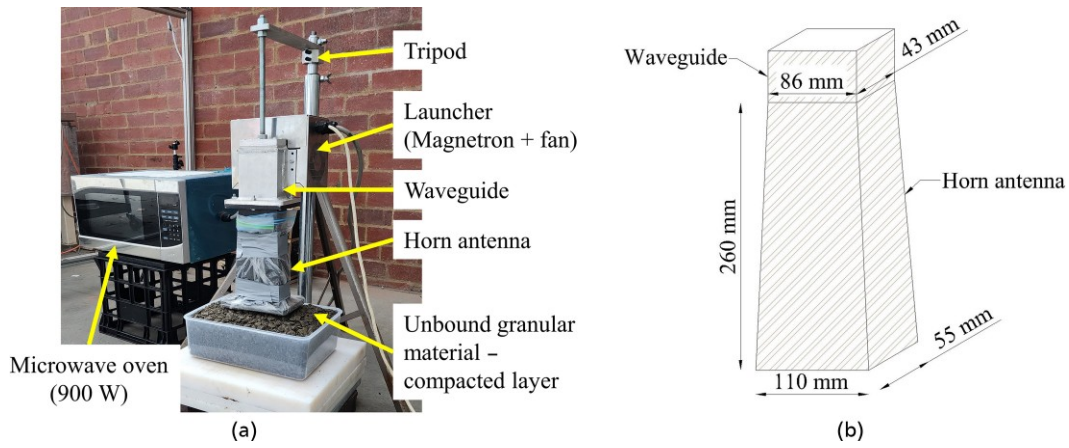 Tripod
Launcher
(Magnetron + fan)
Waveguide
Horn antenna
Unbound granular
material –
compacted layer
Microwave oven
(900 W)
(a)
Waveguide
86 mm
43 mm
260 mm
Horn antenna
55 mm
110 mm
(b)